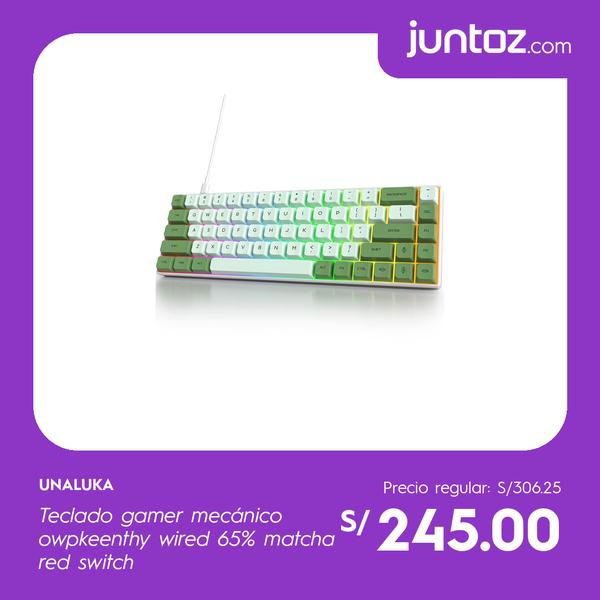 juntoz.com
UNALUKA
Teclado gamer mecánico
owpkeenthy wired 65% matcha
red switch
Precio regular: S/306.25
S/ 245.00